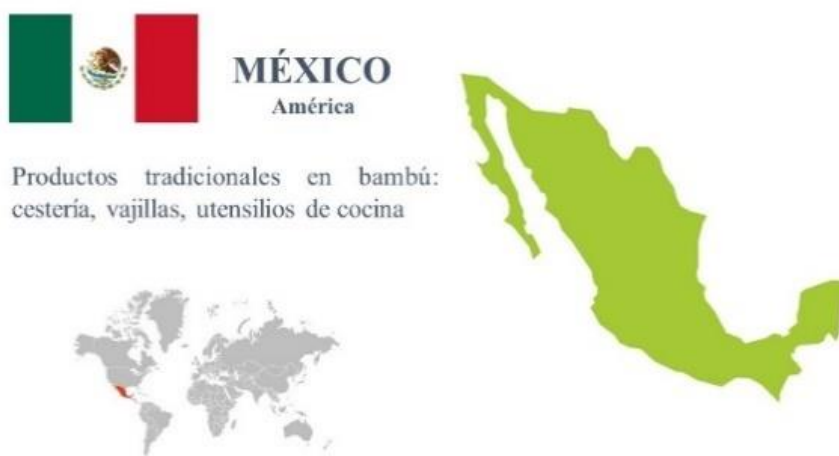 MÉXICO
América
Productos tradicionales en bambú:
cestería, vajillas, utensilios de cocina